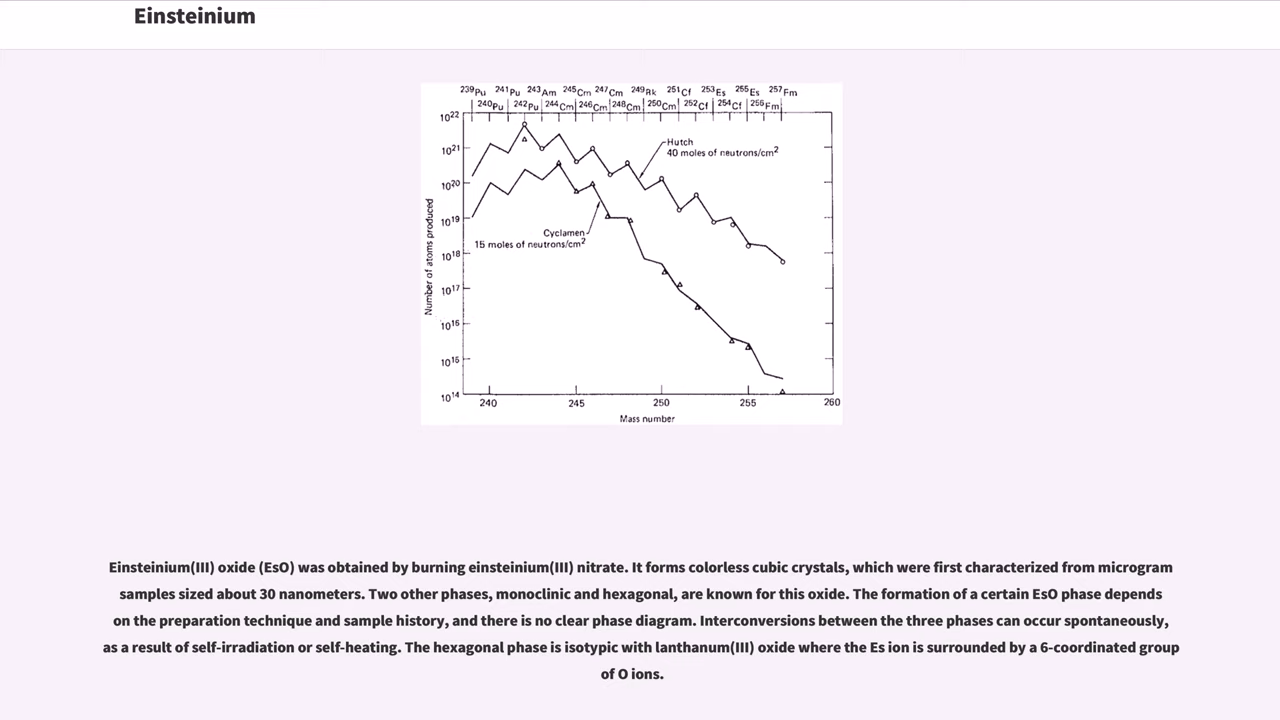 Einsteinium
239Pu 241Pu 243Am 245Cm 247Cm 249Bk 251Cf 253Es 255Es 257Fm
240Pu 242Pu 244Cm 246Cm 248Cm 250Cm 252Cf 254Cf 256Fm
10²²
10²¹
10²⁰
10¹⁹
10¹⁸
10¹⁷
10¹⁶
10¹⁵
10¹⁴
Number of atoms produced
Hutch
40 moles of neutrons/cm²
Cyclamen
15 moles of neutrons/cm²
240 245 250 255 260
Mass number
Einsteinium(III) oxide (EsO) was obtained by burning einsteinium(III) nitrate. It forms colorless cubic crystals, which were first characterized from microgram
samples sized about 30 nanometers. Two other phases, monoclinic and hexagonal, are known for this oxide. The formation of a certain EsO phase depends
on the preparation technique and sample history, and there is no clear phase diagram. Interconversions between the three phases can occur spontaneously,
as a result of self-irradiation or self-heating. The hexagonal phase is isotypic with lanthanum(III) oxide where the Es ion is surrounded by a 6-coordinated group
of O ions.